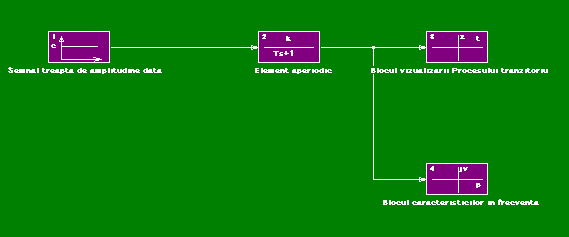 1
c
Semnal treapta de amplitudine data
2
k
Ts+1
Element aperiodic
3
z
t
Blocul vizualizarii Procesului tranzitoriu
4
jv
p
Blocul caracteristicilor in frecventa